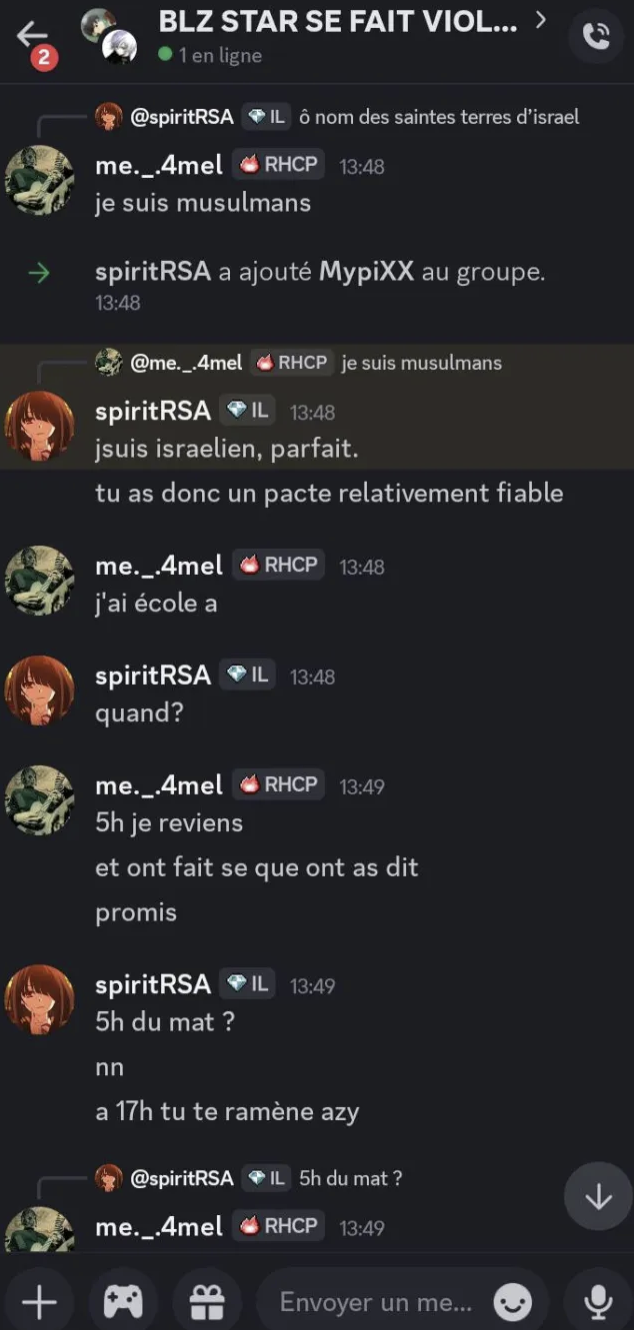 BLZ STAR SE FAIT VIOL...
2
1 en ligne
@spiritRSA IL ô nom des saintes terres d'israel
me._.4mel RHCP 13:48
je suis musulmans
spiritRSA a ajouté MypiXX au groupe.
13:48
@me._.4mel RHCP je suis musulmans
spiritRSA IL 13:48
jsuis israelien, parfait.
tu as donc un pacte relativement fiable
me._.4mel RHCP 13:48
j'ai école a
spiritRSA IL 13:48
quand?
me._.4mel RHCP 13:49
5h je reviens
et ont fait se que ont as dit
promis
spiritRSA IL 13:49
5h du mat ?
nn
a 17h tu te ramène azy
@spiritRSA IL 5h du mat ?
me._.4mel RHCP 13:49
Envoyer un me...